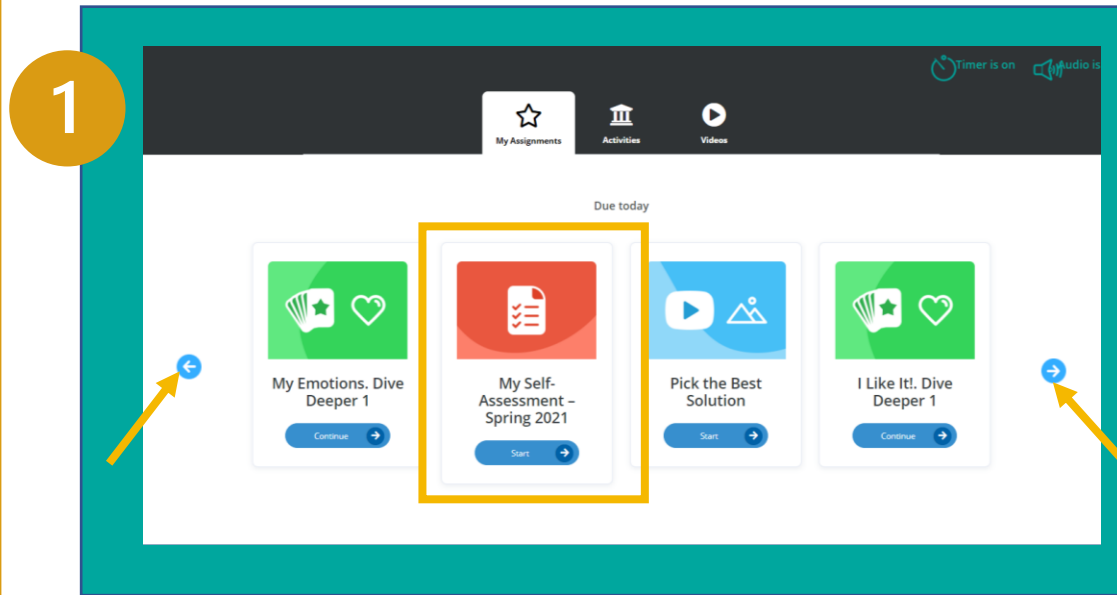 1
Timer is on
Audio is
My Assignments
Activities
Videos
Due today
My Emotions. Dive
Deeper 1
Continue
My Self-
Assessment –
Spring 2021
Start
Pick the Best
Solution
Start
I Like It!. Dive
Deeper 1
Continue